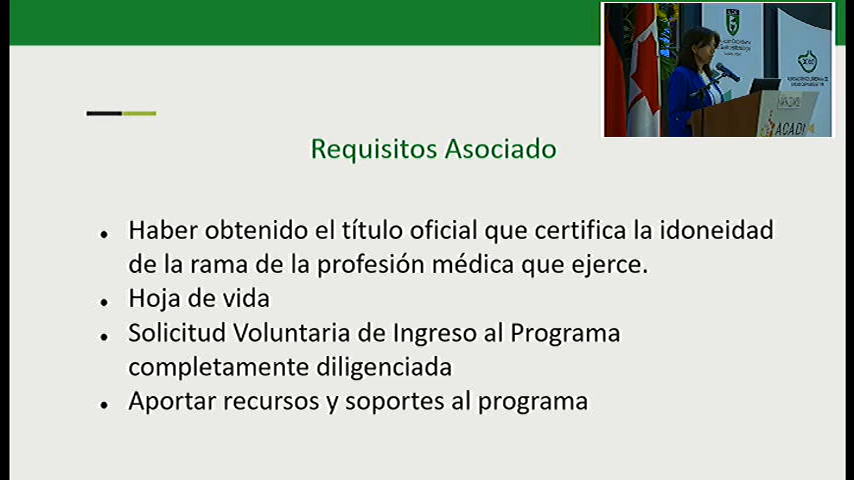 Requisitos Asociado
Haber obtenido el título oficial que certifica la idoneidad
de la rama de la profesión médica que ejerce.
Hoja de vida
Solicitud Voluntaria de Ingreso al Programa
completamente diligenciada
Aportar recursos y soportes al programa